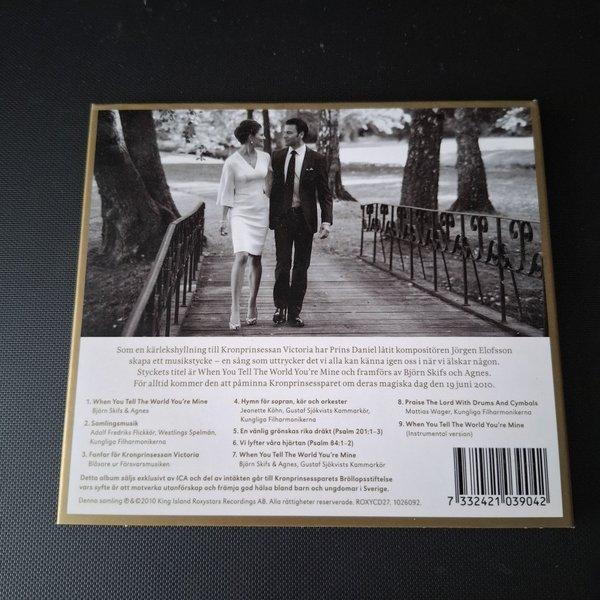 Som en kärlekshyllning till Kronprinsessan Victoria har Prins Daniel låtit kompositören Jörgen Elofsson
skapa ett musikstycke – en sång som uttrycker det vi alla kan känna igen oss i när vi älskar någon.
Styckets titel är When You Tell The World You're Mine och framförs av Björn Skifs och Agnes.
För alltid kommer den att påminna Kronprinsessparet om deras magiska dag den 19 juni 2010.
1. When You Tell The World You're Mine
Björn Skifs & Agnes
2. Samlingsmusik
Adolf Fredriks Flickkör, Westlings Spelmän,
Kungliga Filharmonikerna
3. Fanfar för Kronprinsessan Victoria
Blåsare ur Försvarsmusiken
4. Hymn för sopran, kör och orkester
Jeanette Köhn, Gustaf Sjökvists Kammarkör,
Kungliga Filharmonikerna
5. En vänlig grönskas rika dräkt (Psalm 201:1–3)
6. Vi lyfter våra hjärtan (Psalm 84:1–2)
7. When You Tell The World You're Mine
Björn Skifs & Agnes, Gustaf Sjökvists Kammarkör
8. Praise The Lord With Drums And Cymbals
Mattias Wager, Kungliga Filharmonikerna
9. When You Tell The World You're Mine
(Instrumental version)
Detta album säljs exklusivt av ICA och del av intäkten går till Kronprinsessparets Bröllopsstiftelse
vars syfte är att motverka utanförskap och främja god hälsa bland barn och ungdomar i Sverige.
Denna samling ℗&©2010 King Island Roxystars Recordings AB. Alla rättigheter reserverade. ROXYCD27. 1026092.
7 332421 039042